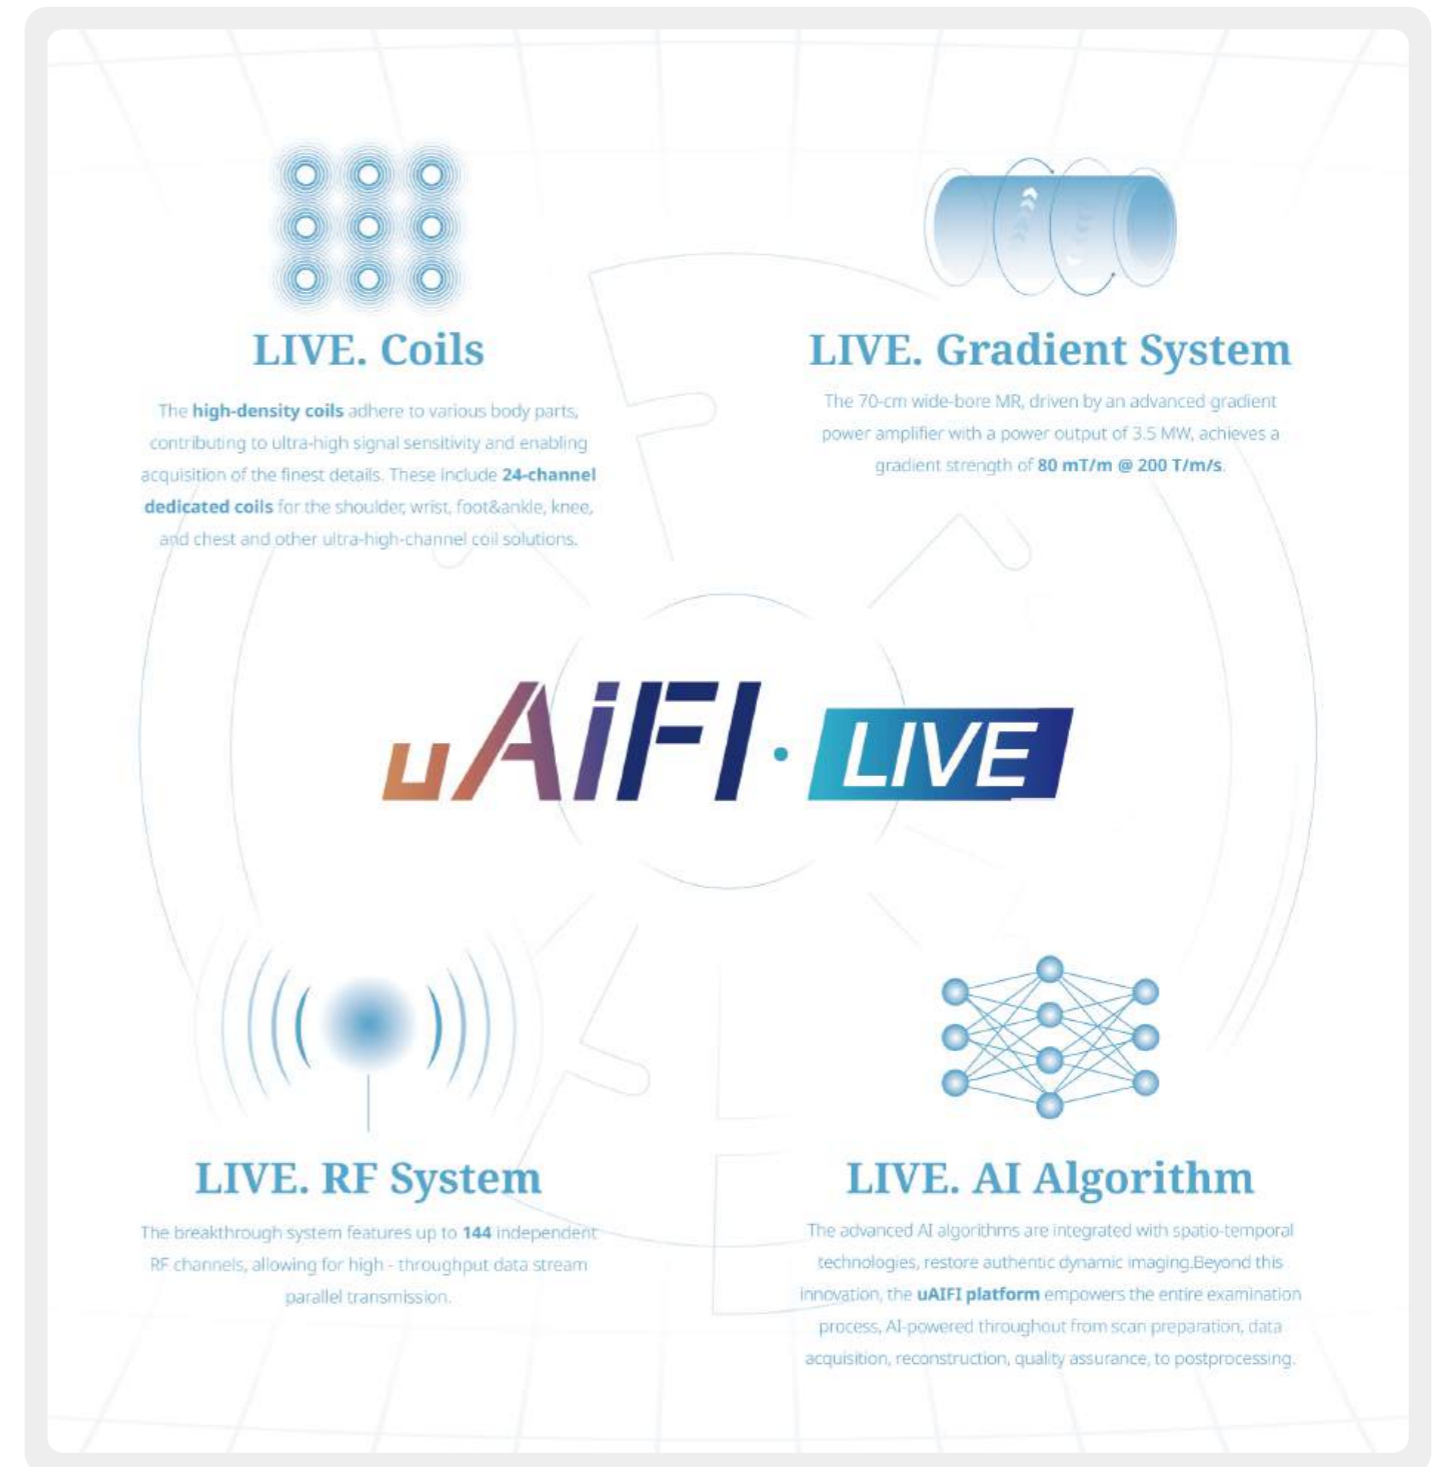 LIVE. Coils
The high-density coils adhere to various body parts,
contributing to ultra-high signal sensitivity and enabling
acquisition of the finest details. These include 24-channel
dedicated coils for the shoulder, wrist, foot&ankle, knee,
and chest and other ultra-high-channel coil solutions.
LIVE. Gradient System
The 70-cm wide-bore MR, driven by an advanced gradient
power amplifier with a power output of 3.5 MW, achieves a
gradient strength of 80 mT/m @ 200 T/m/s.
uAiFI · LIVE
LIVE. RF System
The breakthrough system features up to 144 independent
RF channels, allowing for high - throughput data stream
parallel transmission.
LIVE. AI Algorithm
The advanced AI algorithms are integrated with spatio-temporal
technologies, restore authentic dynamic imaging.Beyond this
innovation, the uAIFI platform empowers the entire examination
process, AI-powered throughout from scan preparation, data
acquisition, reconstruction, quality assurance, to postprocessing.